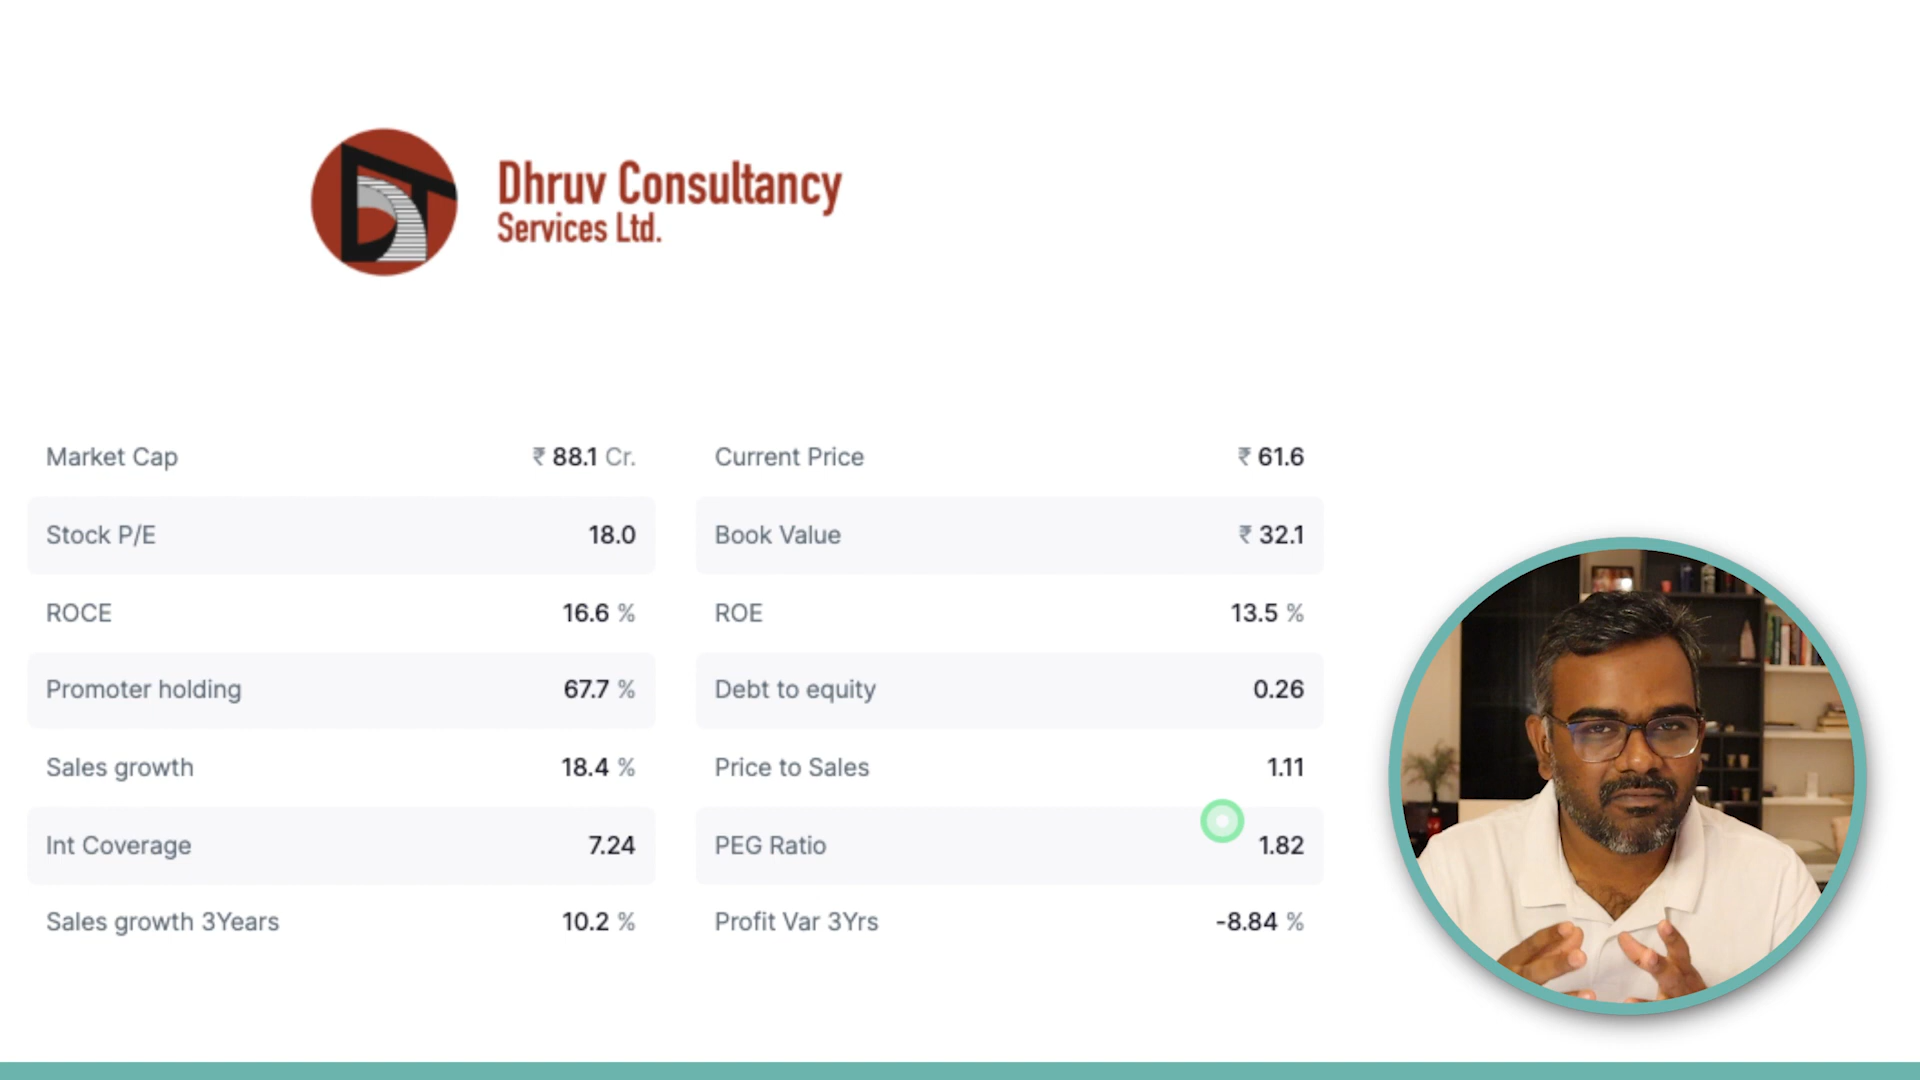 Dhruv Consultancy
Services Ltd.
Market Cap ₹ 88.1 Cr.
Current Price ₹ 61.6
Stock P/E 18.0
Book Value ₹ 32.1
ROCE 16.6 %
ROE 13.5 %
Promoter holding 67.7 %
Debt to equity 0.26
Sales growth 18.4 %
Price to Sales 1.11
Int Coverage 7.24
PEG Ratio 1.82
Sales growth 3Years 10.2 %
Profit Var 3Yrs -8.84 %